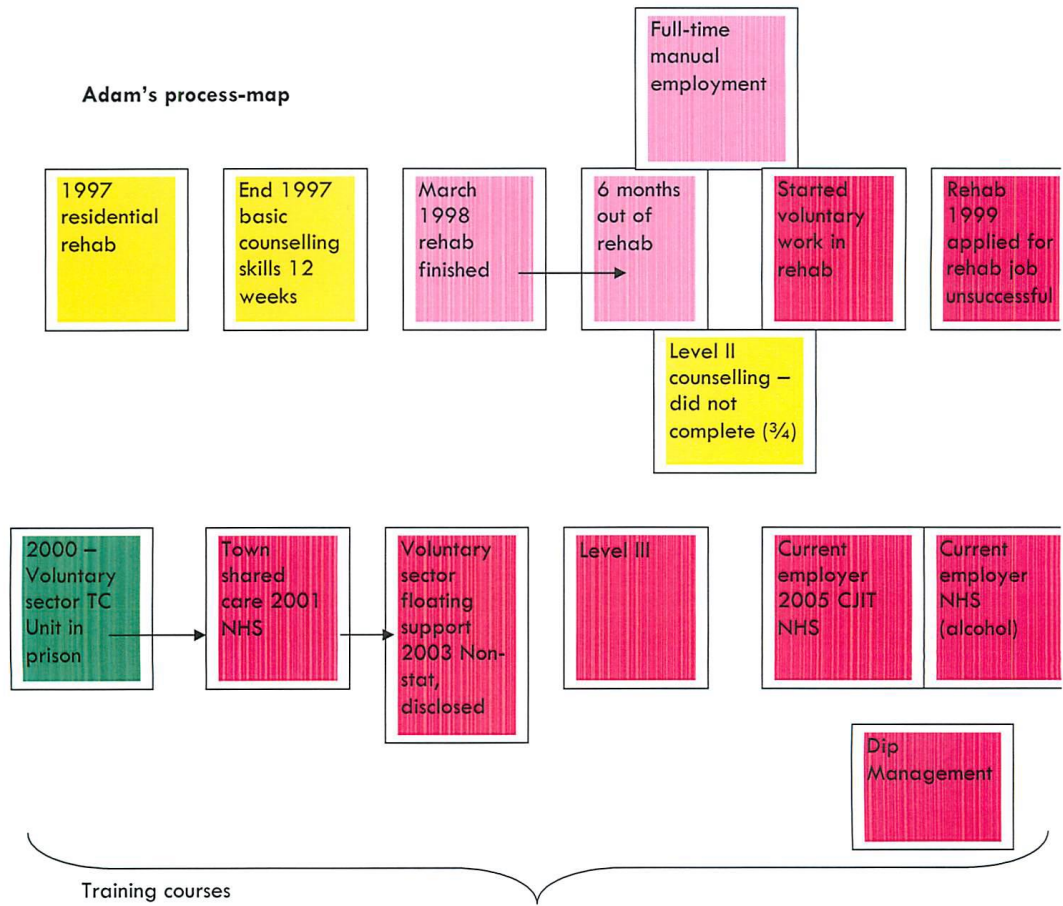 Full-time
manual
employment
Adam's process-map
1997
residential
rehab
End 1997
basic
counselling
skills 12
weeks
March
1998
rehab
finished
6 months
out of
rehab
Started
voluntary
work in
rehab
Rehab
1999
applied for
rehab job
unsuccessful
Level II
counselling –
did not
complete (¾)
2000 –
Voluntary
sector TC
Unit in
prison
Town
shared
care 2001
NHS
Voluntary
sector
floating
support
2003 Non-
stat,
disclosed
Level III
Current
employer
2005 CJIT
NHS
Current
employer
NHS
(alcohol)
Dip
Management
Training courses